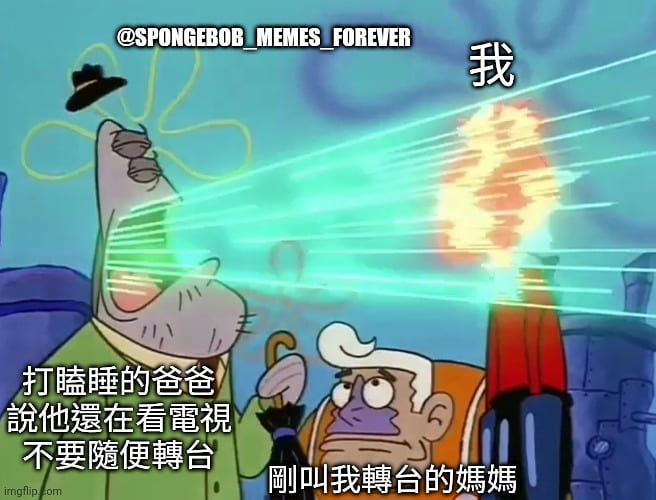 @SPONGEBOB_MEMES_FOREVER
我
打瞌睡的爸爸
說他還在看電視
不要隨便轉台
剛叫我轉台的媽媽
imgflip.com